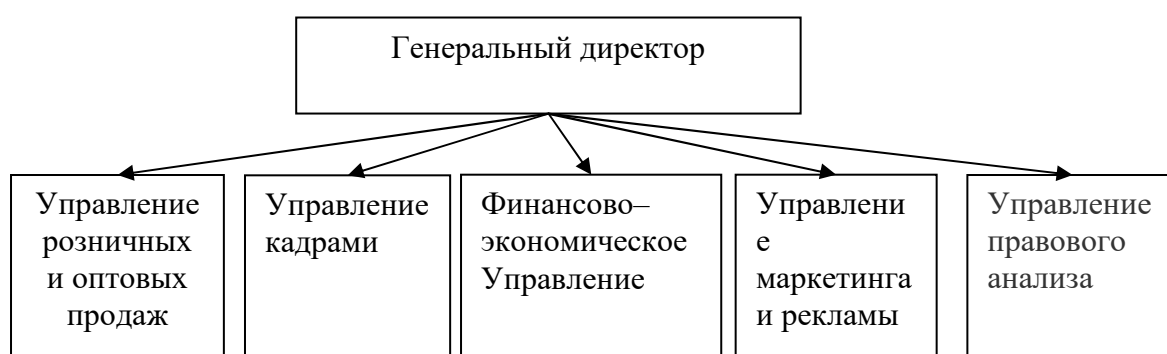 Генеральный директор
Управление
розничных
и оптовых
продаж
Управление
кадрами
Финансово–
экономическое
Управление
Управлени
е
маркетинга
и рекламы
Управление
правового
анализа